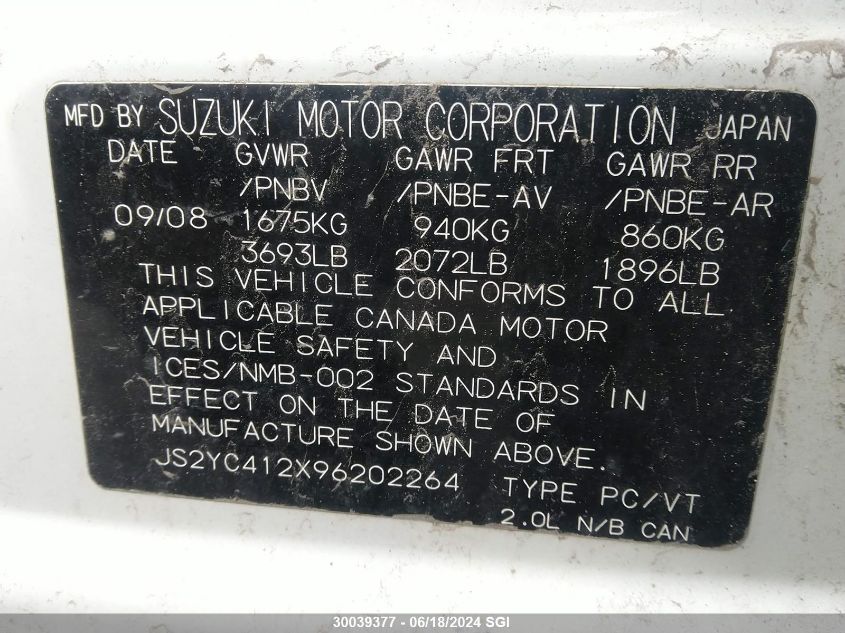 MFD BY SUZUKI MOTOR CORPORATION JAPAN
DATE GVWR GAWR FRT GAWR RR
/PNBV /PNBE-AV /PNBE-AR
09/08 1675KG 940KG 860KG
3693LB 2072LB 1896LB
THIS VEHICLE CONFORMS TO ALL
APPLICABLE CANADA MOTOR
VEHICLE SAFETY AND
ICES/NMB-002 STANDARDS IN
EFFECT ON THE DATE OF
MANUFACTURE SHOWN ABOVE.
JS2YC412X96202264 TYPE PC/VT
2.0L N/B CAN
30039377 - 06/18/2024 SGI